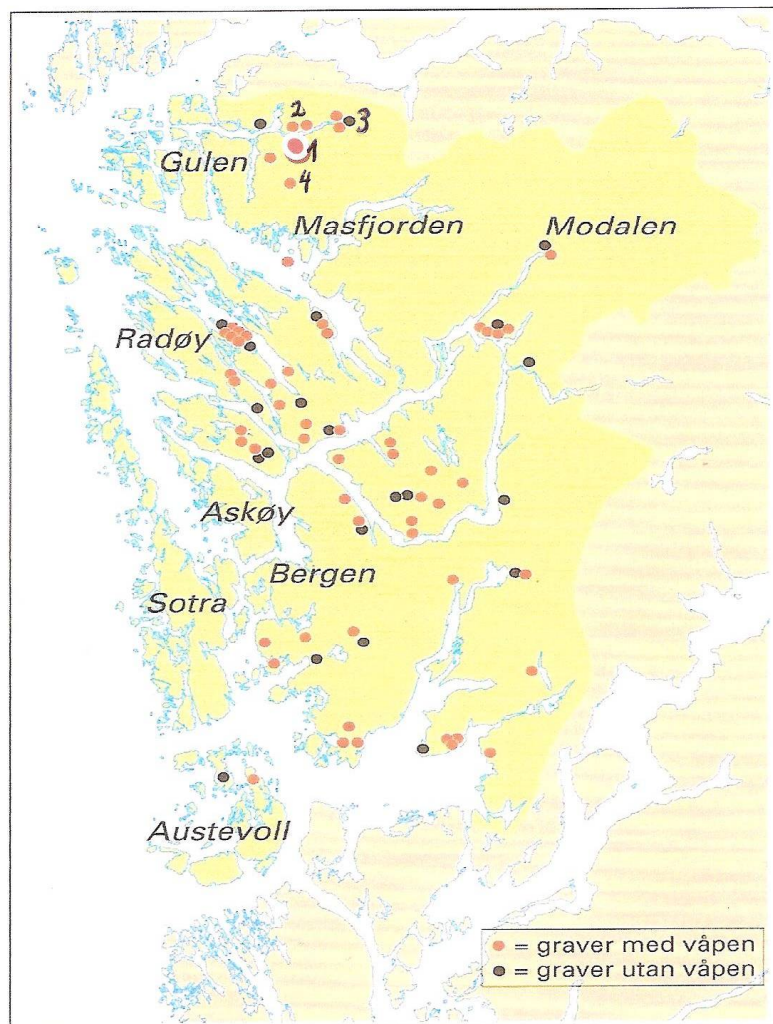 2
3
1
Gulen
4
Masfjorden
Modalen
Radøy
Askøy
Bergen
Sotra
Austevoll
= graver med våpen
= graver utan våpen